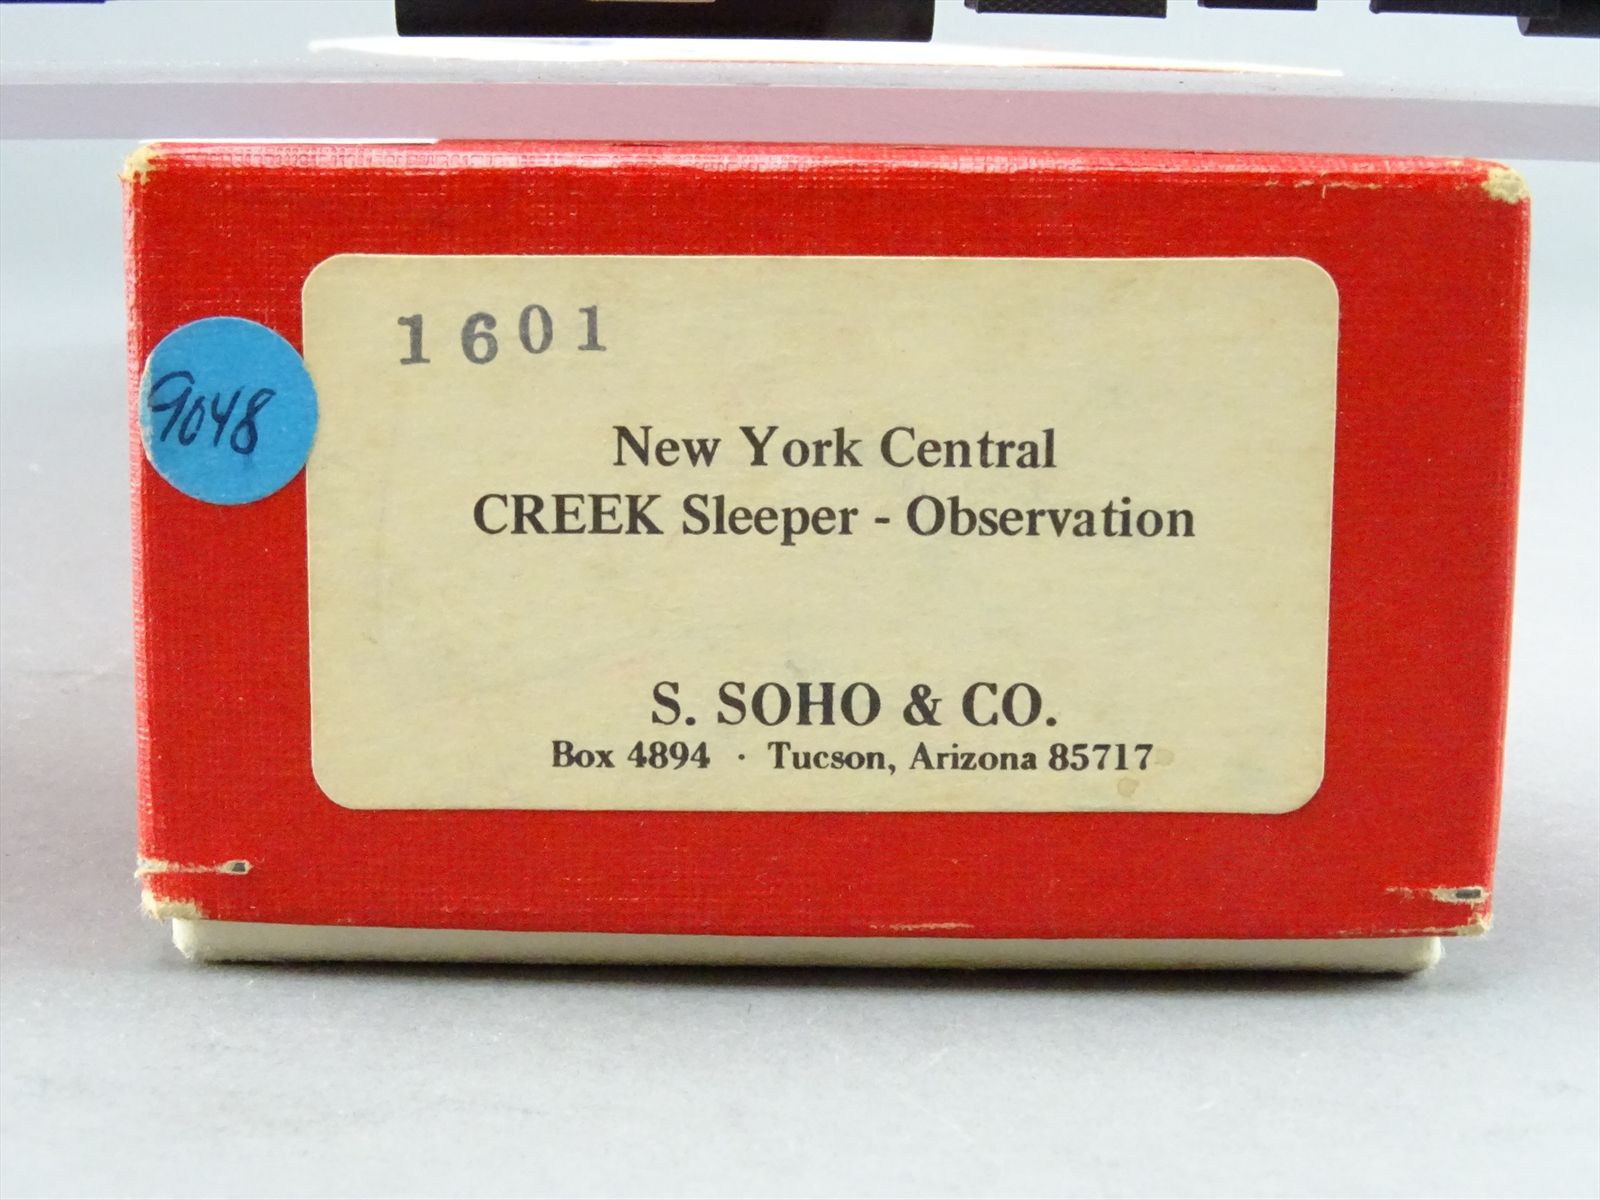 1601
9048
New York Central
CREEK Sleeper - Observation
S. SOHO & CO.
Box 4894 · Tucson, Arizona 85717